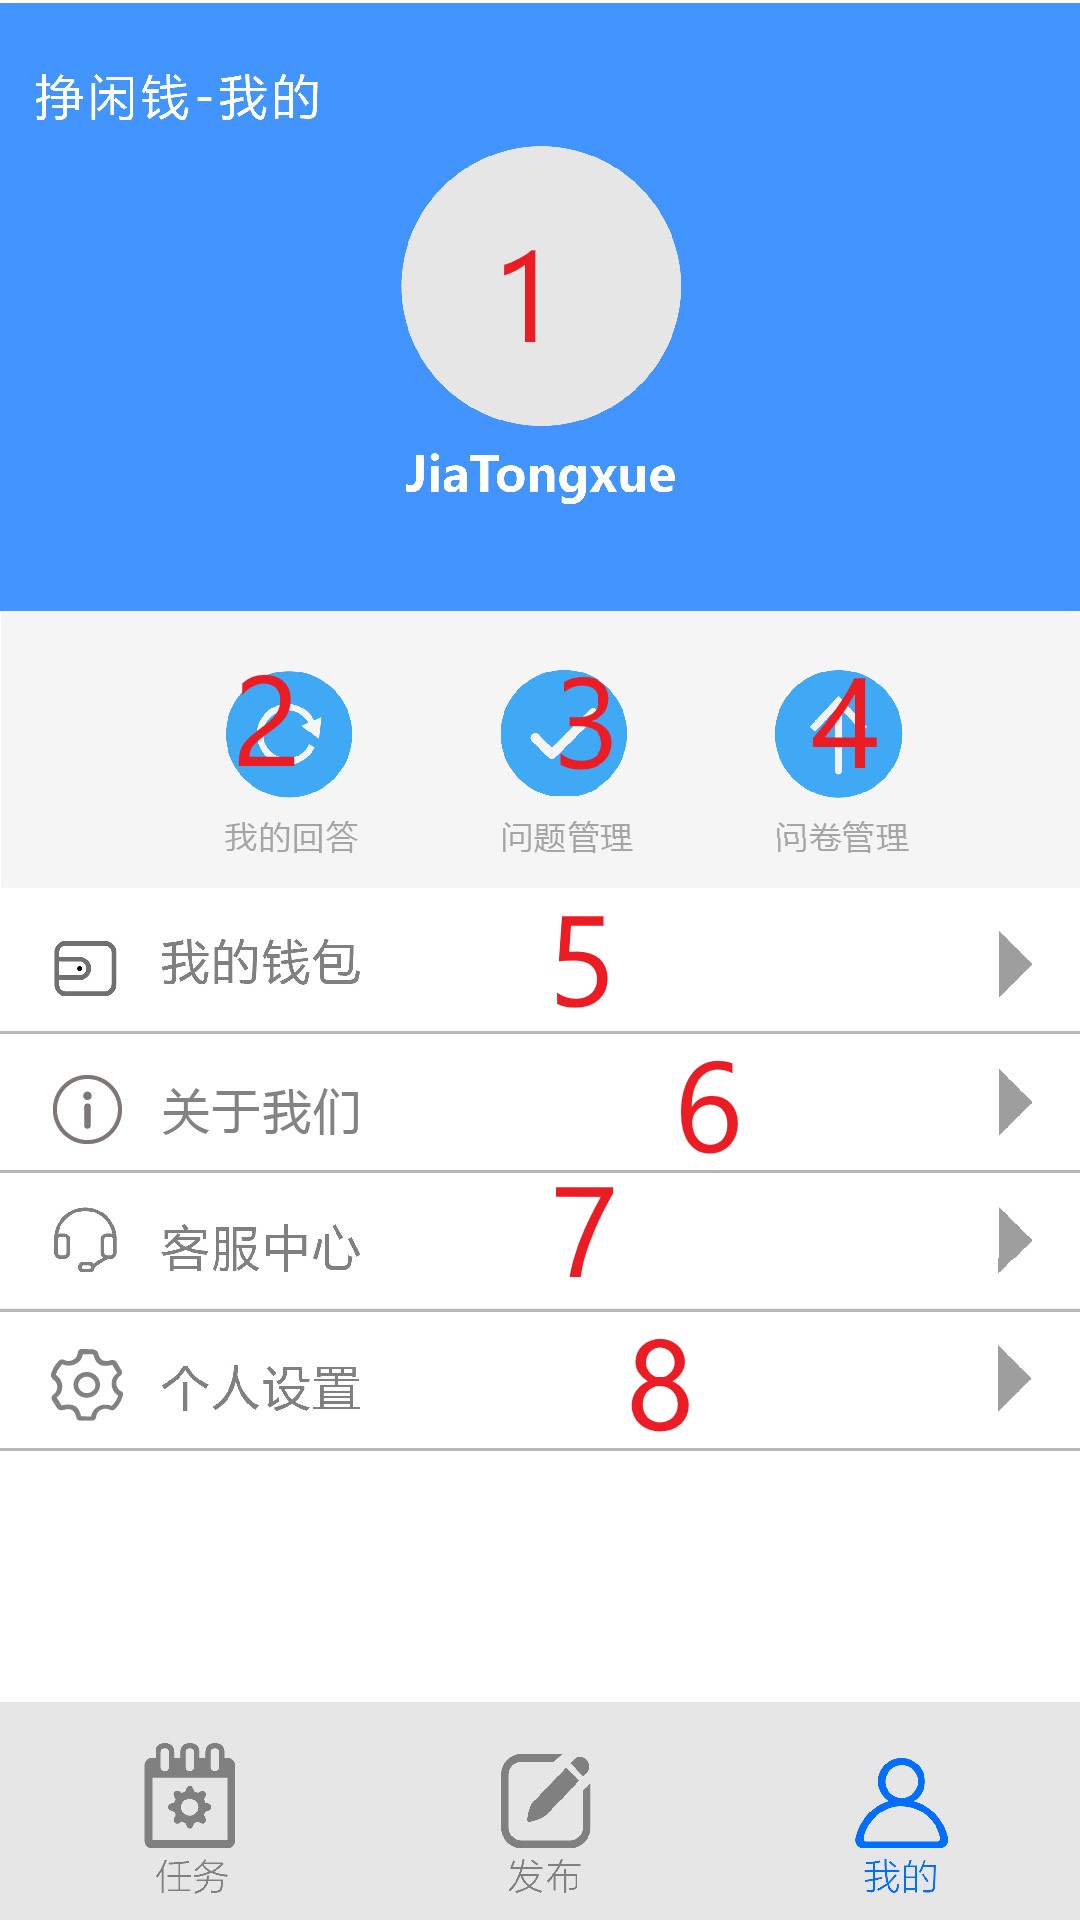 挣闲钱-我的
1
JiaTongxue
2 3 4
我的回答 问题管理 问卷管理
我的钱包 5
关于我们 6
客服中心 7
个人设置 8
任务 发布 我的